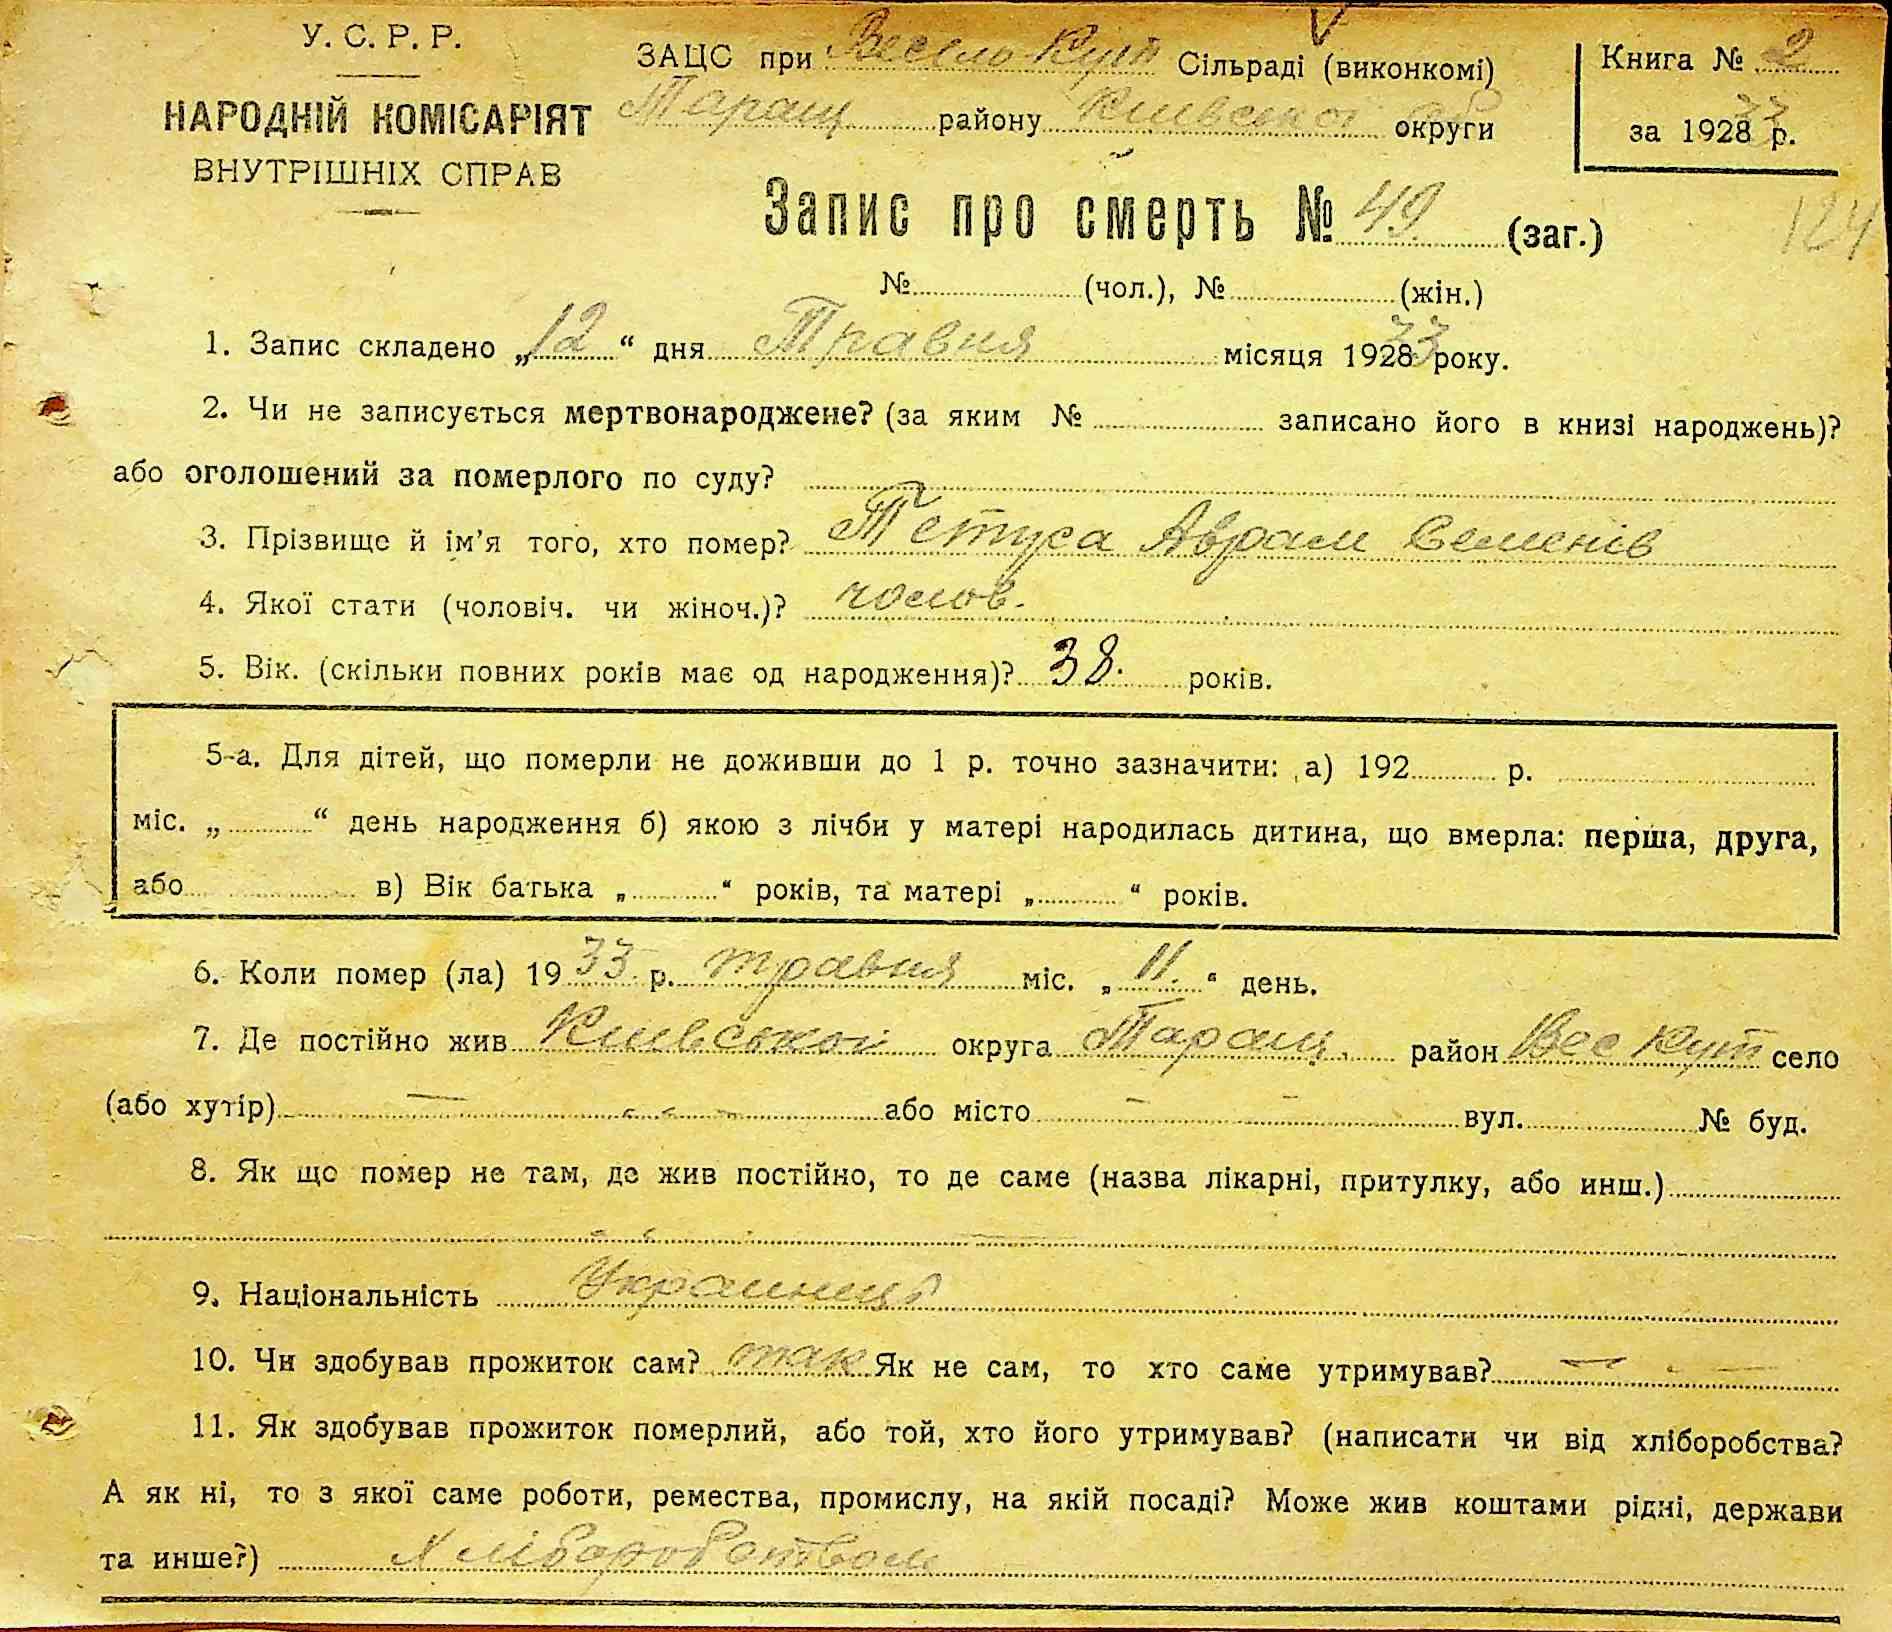 У. С. Р. Р.
НАРОДНІЙ КОМІСАРІЯТ
ВНУТРІШНІХ СПРАВ
ЗАЦС при Весело Кут Сільраді (виконкомі)
Таращ району Київської об округи
Книга № 2
за 192833 р.
Запис про смерть № 49 (заг.)
124
№ (чол.), № (жін.)
1. Запис складено „12“ дня Травня місяця 192833 року.
2. Чи не записується мертвонароджене? (за яким № записано його в книзі народжень)?
або оголошений за померлого по суду?
3. Прізвище й ім’я того, хто помер? Тетуса Аврам Семенів
4. Якої стати (чоловіч. чи жіноч.)? чолов.
5. Вік. (скільки повних років має од народження)? 38. років.
5-а. Для дітей, що померли не доживши до 1 р. точно зазначити: а) 192 р.
міс. „ “ день народження б) якою з лічби у матері народилась дитина, що вмерла: перша, друга,
або в) Вік батька „ “ років, та матері „ “ років.
6. Коли помер (ла) 1933 р. травня міс. „11.“ день.
7. Де постійно жив Київської округа Таращ. район Вес Кут село
(або хутір) — або місто — вул. № буд.
8. Як що помер не там, де жив постійно, то де саме (назва лікарні, притулку, або инш.)
9. Національність Українець
10. Чи здобував прожиток сам? так Як не сам, то хто саме утримував? —
11. Як здобував прожиток померлий, або той, хто його утримував? (написати чи від хліборобства?
А як ні, то з якої саме роботи, ремества, промислу, на якій посаді? Може жив коштами рідні, держави
та инше?) Хліборобством